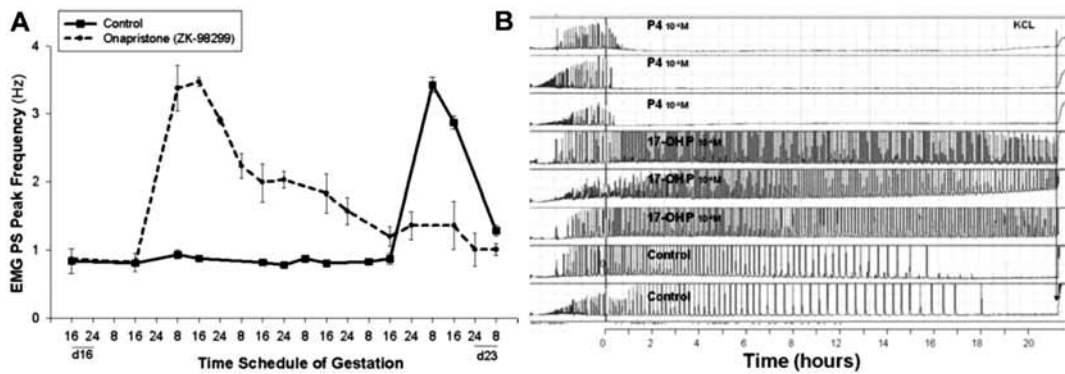 A
Control
Onapristone (ZK-98299)
4
3
2
1
0
EMG PS Peak Frequency (Hz)
16 24 8 16 24 8 16 24 8 16 24 8 16 24 8 16 24 8 16 24 8
d16
d23
Time Schedule of Gestation
B
P4
KCL
P4
P4
17-OHP
17-OHP
17-OHP
Control
Control
0 2 4 6 8 10 12 14 16 18 20
Time (hours)